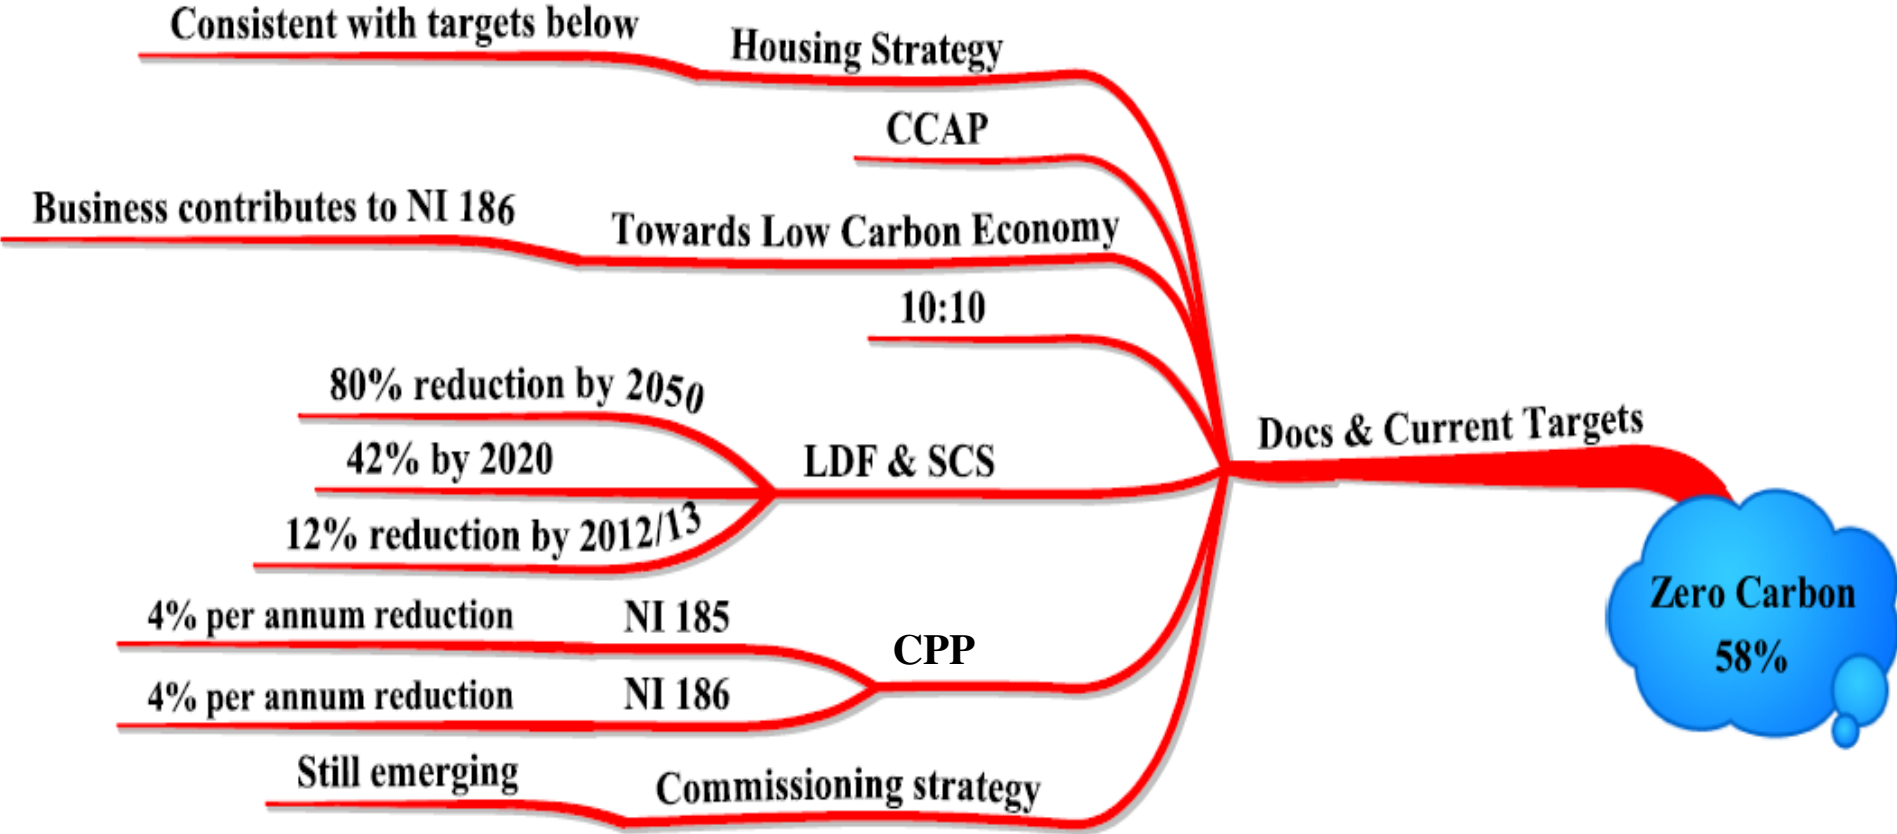 Consistent with targets below
Housing Strategy
CCAP
Business contributes to NI 186
Towards Low Carbon Economy
10:10
80% reduction by 2050
42% by 2020
LDF & SCS
12% reduction by 2012/13
Docs & Current Targets
4% per annum reduction
NI 185
CPP
4% per annum reduction
NI 186
Still emerging
Commissioning strategy
Zero Carbon
58%